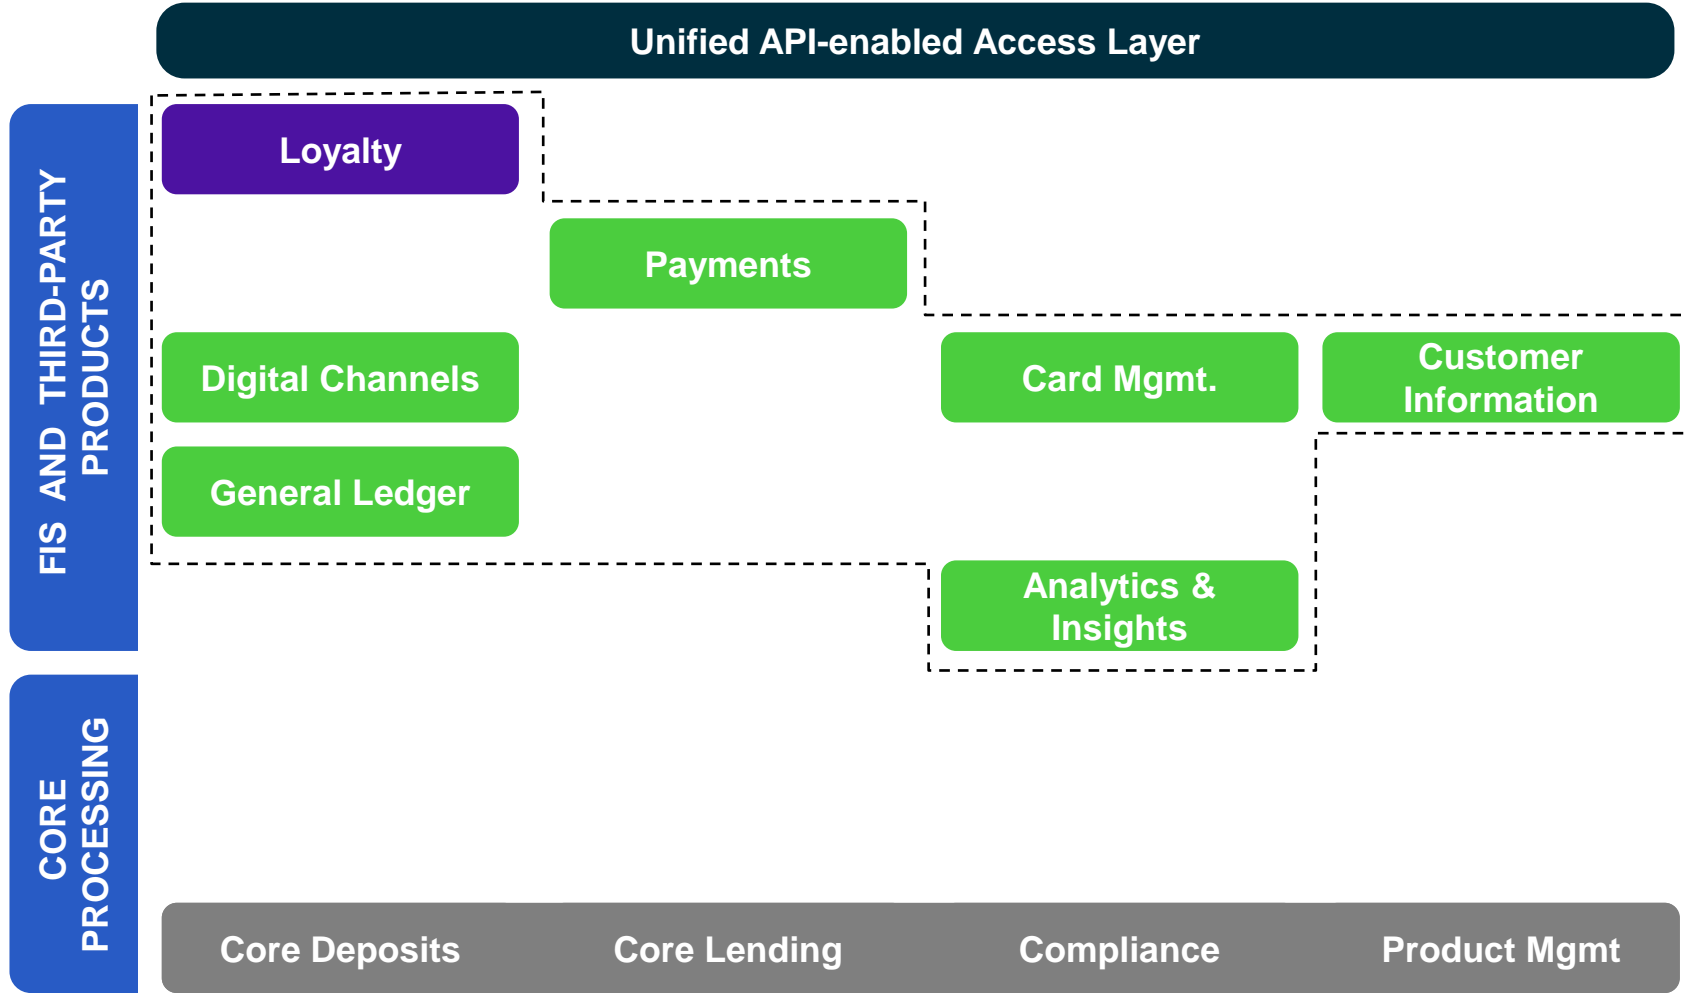 Unified API-enabled Access Layer
FIS AND THIRD-PARTY
PRODUCTS
Loyalty
Payments
Digital Channels
Card Mgmt.
Customer
Information
General Ledger
Analytics &
Insights
CORE
PROCESSING
Core Deposits
Core Lending
Compliance
Product Mgmt